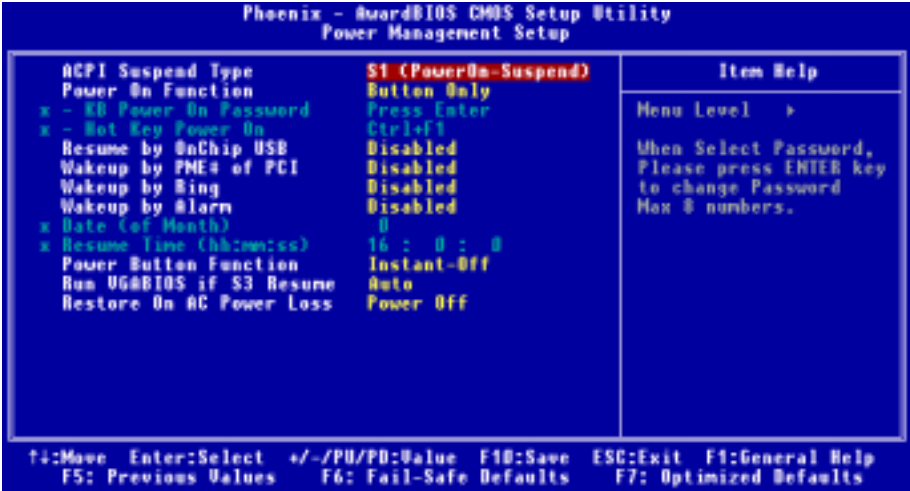 Phoenix - AwardBIOS CMOS Setup Utility
Power Management Setup
ACPI Suspend Type S1 (PowerOn-Suspend)
Power On Function Button Only
x - KB Power On Password Press Enter
x - Hot Key Power On Ctrl+F1
Resume by OnChip USB Disabled
Wakeup by PME# of PCI Disabled
Wakeup by Ring Disabled
Wakeup by Alarm Disabled
x Date (of Month) 0
x Resume Time (hh:mm:ss) 16 : 0 : 0
Power Button Function Instant-Off
Run VGABIOS if S3 Resume Auto
Restore On AC Power Loss Power Off
Item Help
Menu Level ▸
When Select Password,
Please press ENTER key
to change Password
Max 8 numbers.
↑↓:Move Enter:Select +/-/PU/PD:Value F10:Save ESC:Exit F1:General Help
F5: Previous Values F6: Fail-Safe Defaults F7: Optimized Defaults